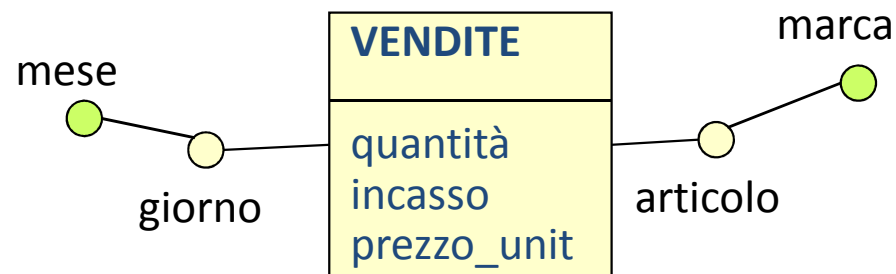 mese
giorno
VENDITE
quantità
incasso
prezzo_unit
marca
articolo